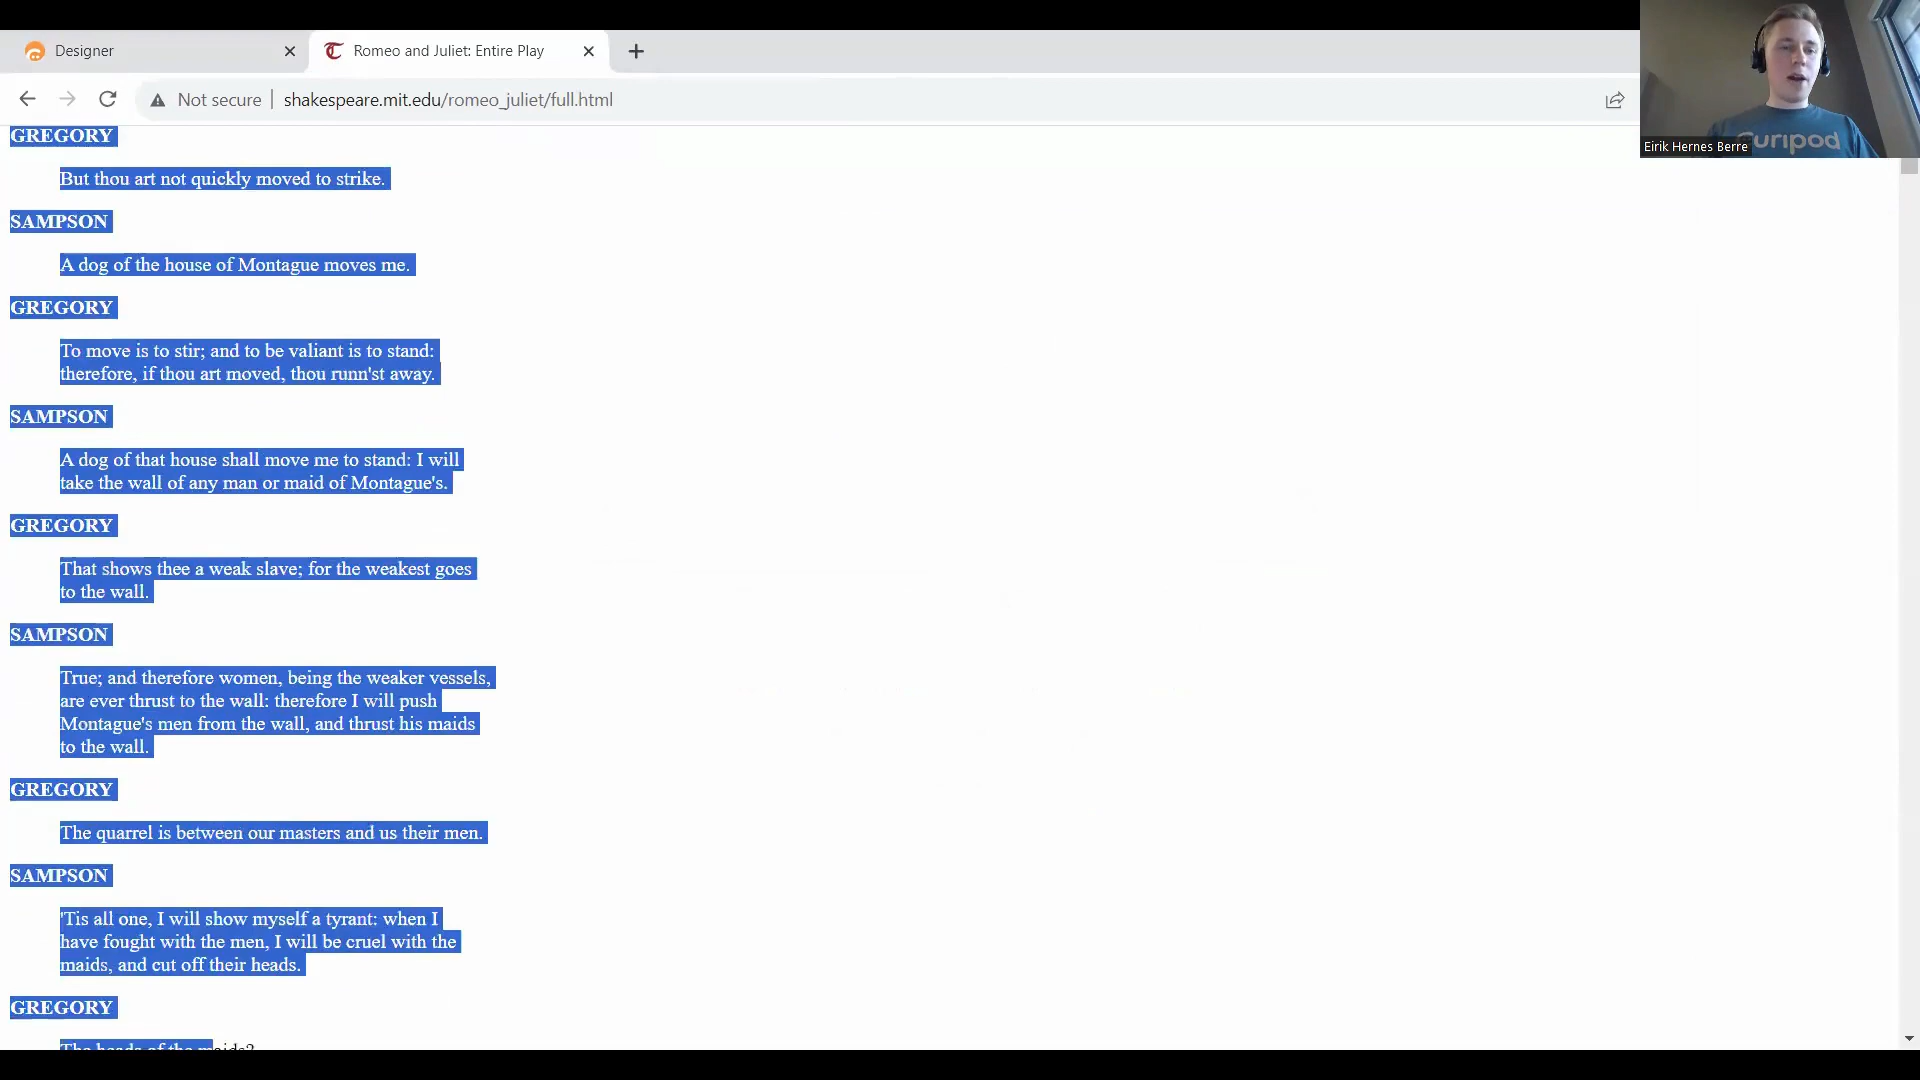 Designer
Romeo and Juliet: Entire Play
Not secure
shakespeare.mit.edu/romeo_juliet/full.html
uripod
Eirik Hernes Berre
GREGORY
But thou art not quickly moved to strike.
SAMPSON
A dog of the house of Montague moves me.
GREGORY
To move is to stir; and to be valiant is to stand:
therefore, if thou art moved, thou runn'st away.
SAMPSON
A dog of that house shall move me to stand: I will
take the wall of any man or maid of Montague's.
GREGORY
That shows thee a weak slave; for the weakest goes
to the wall.
SAMPSON
True; and therefore women, being the weaker vessels,
are ever thrust to the wall: therefore I will push
Montague's men from the wall, and thrust his maids
to the wall.
GREGORY
The quarrel is between our masters and us their men.
SAMPSON
'Tis all one, I will show myself a tyrant: when I
have fought with the men, I will be cruel with the
maids, and cut off their heads.
GREGORY
The heads of the maids?